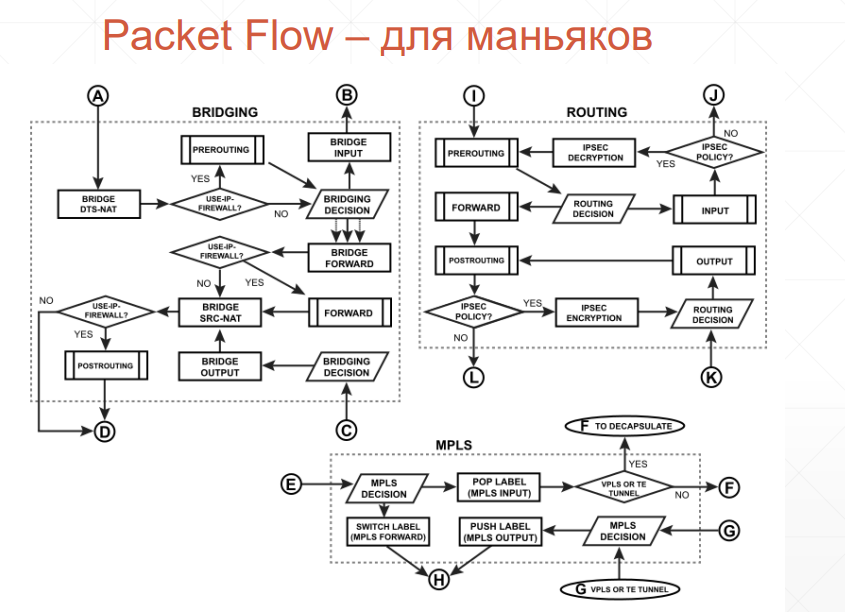 Packet Flow – для маньяков
A
B
I
J
BRIDGING
ROUTING
PREROUTING
BRIDGE
INPUT
YES
BRIDGE
DTS-NAT
USE-IP-
FIREWALL?
NO
BRIDGING
DECISION
USE-IP-
FIREWALL?
BRIDGE
FORWARD
NO
YES
NO
USE-IP-
FIREWALL?
BRIDGE
SRC-NAT
FORWARD
YES
POSTROUTING
BRIDGE
OUTPUT
BRIDGING
DECISION
D
C
PREROUTING
IPSEC
DECRYPTION
YES
IPSEC
POLICY?
NO
FORWARD
ROUTING
DECISION
INPUT
POSTROUTING
OUTPUT
IPSEC
POLICY?
YES
IPSEC
ENCRYPTION
ROUTING
DECISION
NO
L
K
MPLS
F TO DECAPSULATE
YES
E
MPLS
DECISION
POP LABEL
(MPLS INPUT)
VPLS OR TE
TUNNEL
NO
F
SWITCH LABEL
(MPLS FORWARD)
PUSH LABEL
(MPLS OUTPUT)
MPLS
DECISION
G
H
G VPLS OR TE TUNNEL